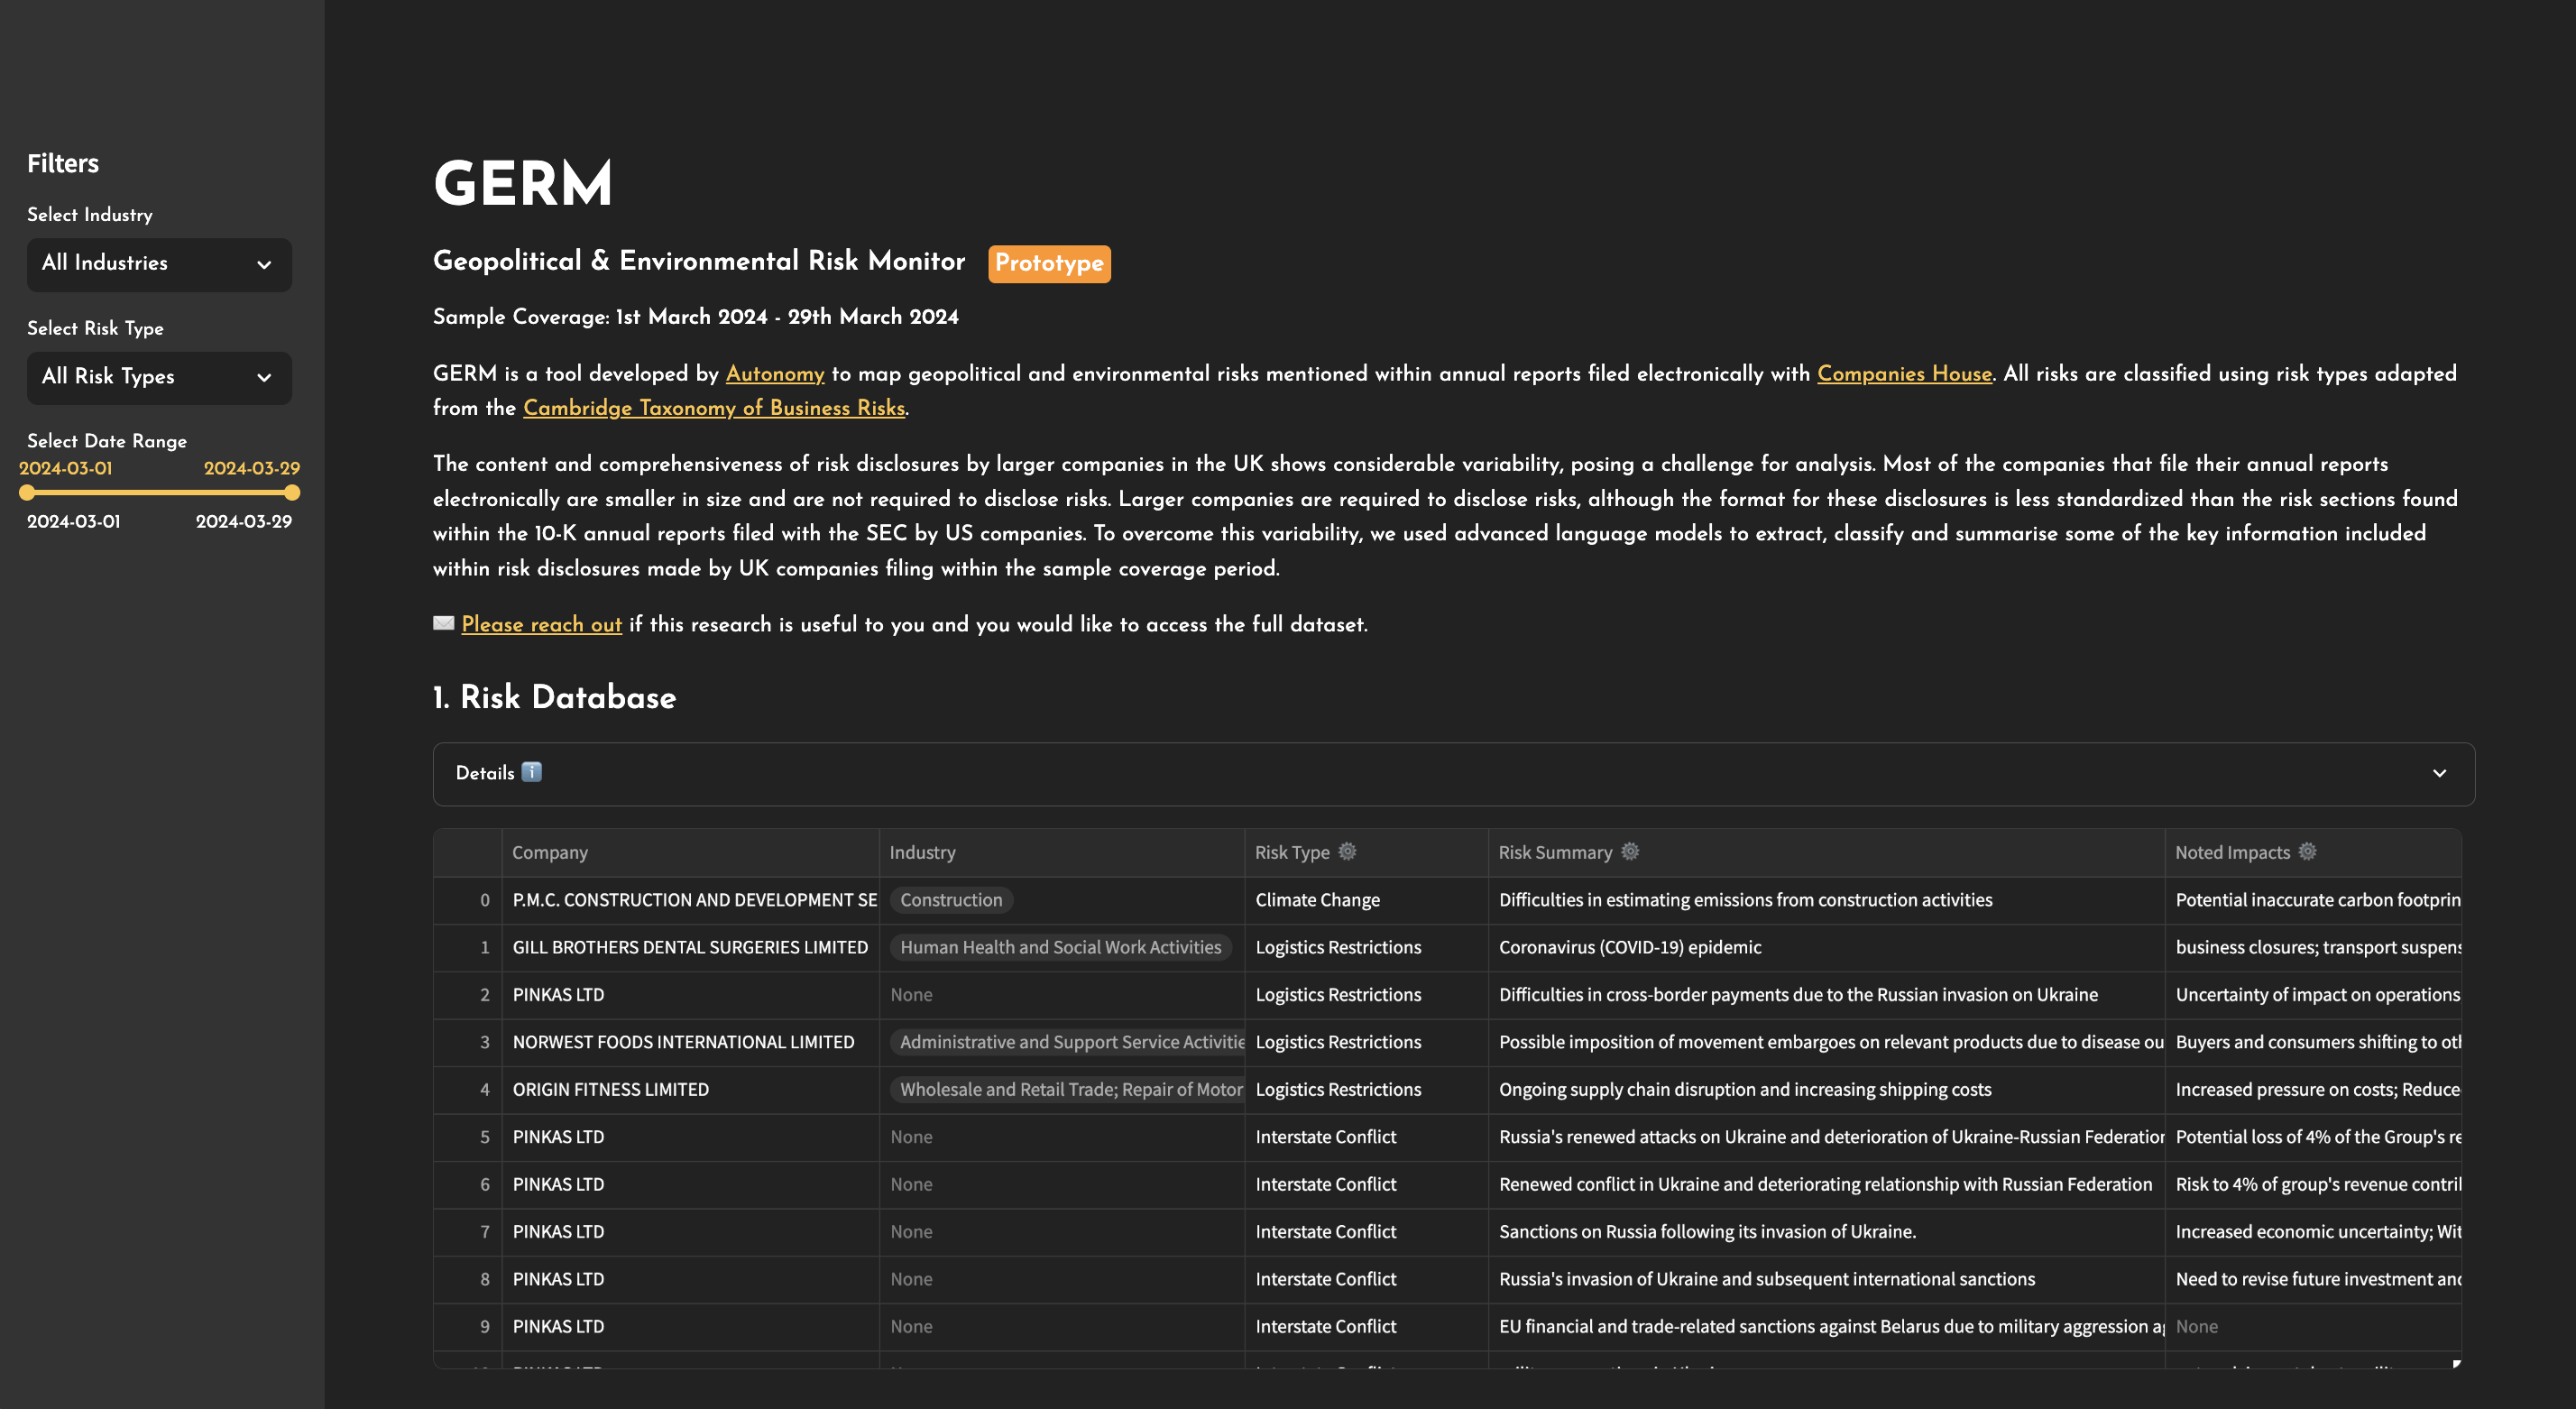 Filters
Select Industry
All Industries
Select Risk Type
All Risk Types
Select Date Range
2024-03-01 2024-03-29
2024-03-01 2024-03-29
GERM
Geopolitical & Environmental Risk Monitor Prototype
Sample Coverage: 1st March 2024 - 29th March 2024
GERM is a tool developed by Autonomy to map geopolitical and environmental risks mentioned within annual reports filed electronically with Companies House. All risks are classified using risk types adapted
from the Cambridge Taxonomy of Business Risks.
The content and comprehensiveness of risk disclosures by larger companies in the UK shows considerable variability, posing a challenge for analysis. Most of the companies that file their annual reports
electronically are smaller in size and are not required to disclose risks. Larger companies are required to disclose risks, although the format for these disclosures is less standardized than the risk sections found
within the 10-K annual reports filed with the SEC by US companies. To overcome this variability, we used advanced language models to extract, classify and summarise some of the key information included
within risk disclosures made by UK companies filing within the sample coverage period.
Please reach out if this research is useful to you and you would like to access the full dataset.
1. Risk Database
Details
Company Industry Risk Type Risk Summary Noted Impacts
0 P.M.C. CONSTRUCTION AND DEVELOPMENT SE Construction Climate Change Difficulties in estimating emissions from construction activities Potential inaccurate carbon footprin
1 GILL BROTHERS DENTAL SURGERIES LIMITED Human Health and Social Work Activities Logistics Restrictions Coronavirus (COVID-19) epidemic business closures; transport suspens
2 PINKAS LTD None Logistics Restrictions Difficulties in cross-border payments due to the Russian invasion on Ukraine Uncertainty of impact on operations
3 NORWEST FOODS INTERNATIONAL LIMITED Administrative and Support Service Activitie Logistics Restrictions Possible imposition of movement embargoes on relevant products due to disease ou Buyers and consumers shifting to oth
4 ORIGIN FITNESS LIMITED Wholesale and Retail Trade; Repair of Motor Logistics Restrictions Ongoing supply chain disruption and increasing shipping costs Increased pressure on costs; Reduce
5 PINKAS LTD None Interstate Conflict Russia's renewed attacks on Ukraine and deterioration of Ukraine-Russian Federation Potential loss of 4% of the Group's re
6 PINKAS LTD None Interstate Conflict Renewed conflict in Ukraine and deteriorating relationship with Russian Federation Risk to 4% of group's revenue contril
7 PINKAS LTD None Interstate Conflict Sanctions on Russia following its invasion of Ukraine. Increased economic uncertainty; Wit
8 PINKAS LTD None Interstate Conflict Russia's invasion of Ukraine and subsequent international sanctions Need to revise future investment and
9 PINKAS LTD None Interstate Conflict EU financial and trade-related sanctions against Belarus due to military aggression ag None